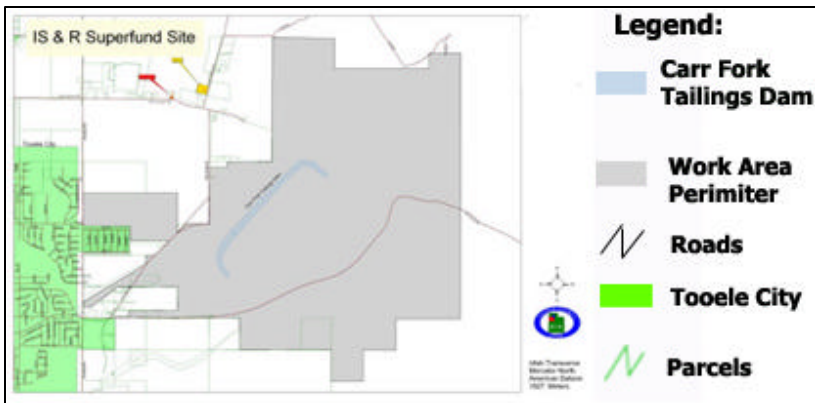 IS & R Superfund Site
Tooele City
Legend:
Carr Fork
Tailings Dam
Work Area
Perimiter
Roads
Tooele City
Parcels
Utah Transverse
Mercator North
American Datum
1927 Meters